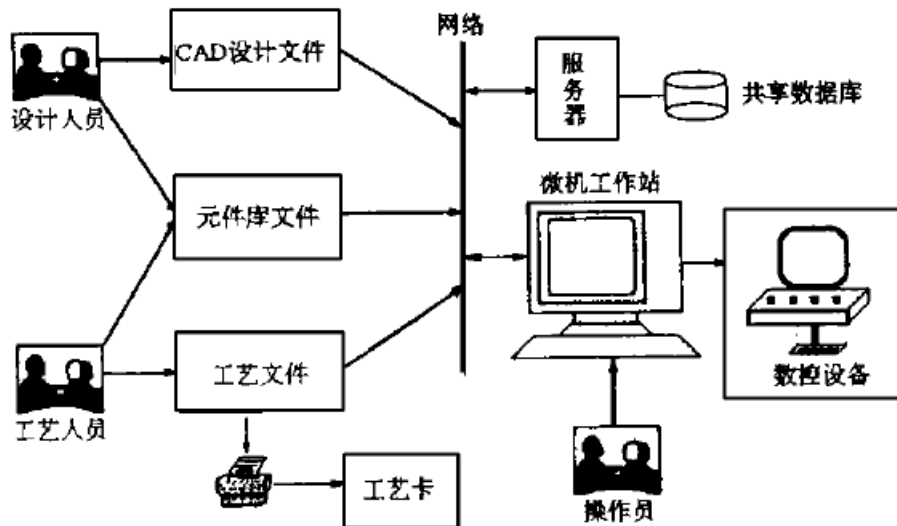 网络
CAD设计文件
服务器
共享数据库
设计人员
微机工作站
元件库文件
工艺文件
数控设备
工艺人员
工艺卡
操作员